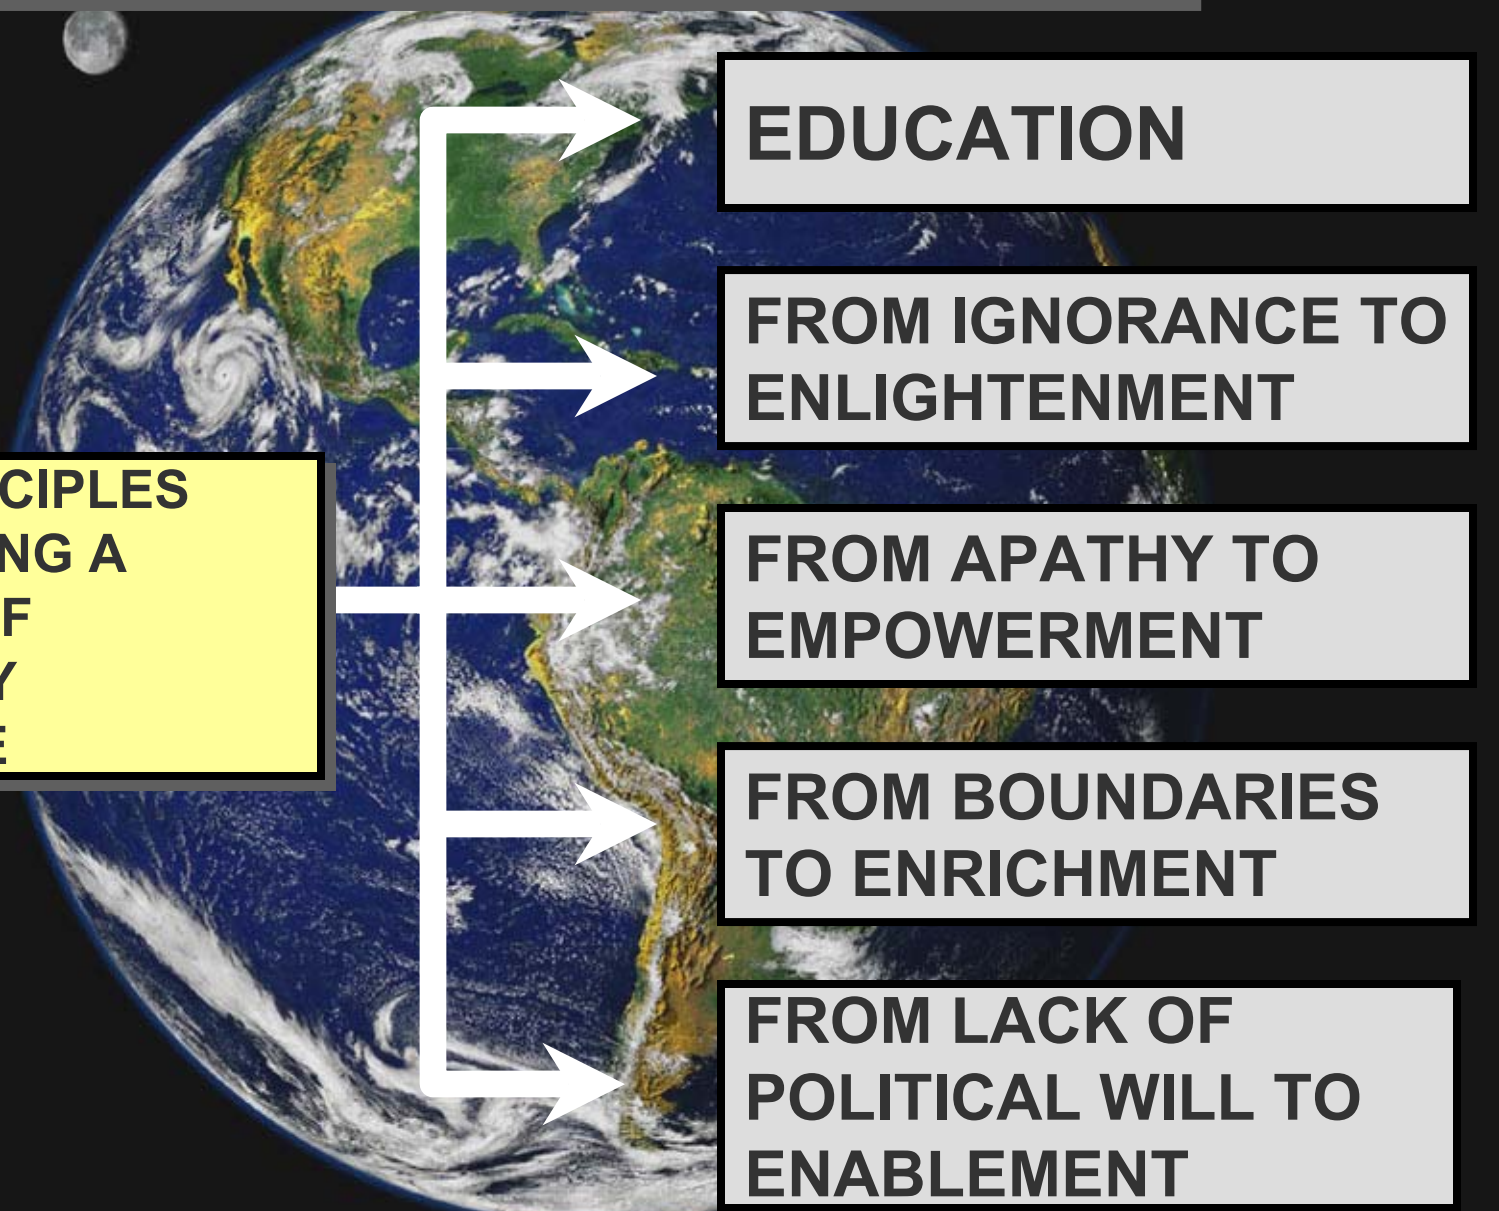 CIPLES
NG A
F
Y
E
EDUCATION
FROM IGNORANCE TO
ENLIGHTENMENT
FROM APATHY TO
EMPOWERMENT
FROM BOUNDARIES
TO ENRICHMENT
FROM LACK OF
POLITICAL WILL TO
ENABLEMENT